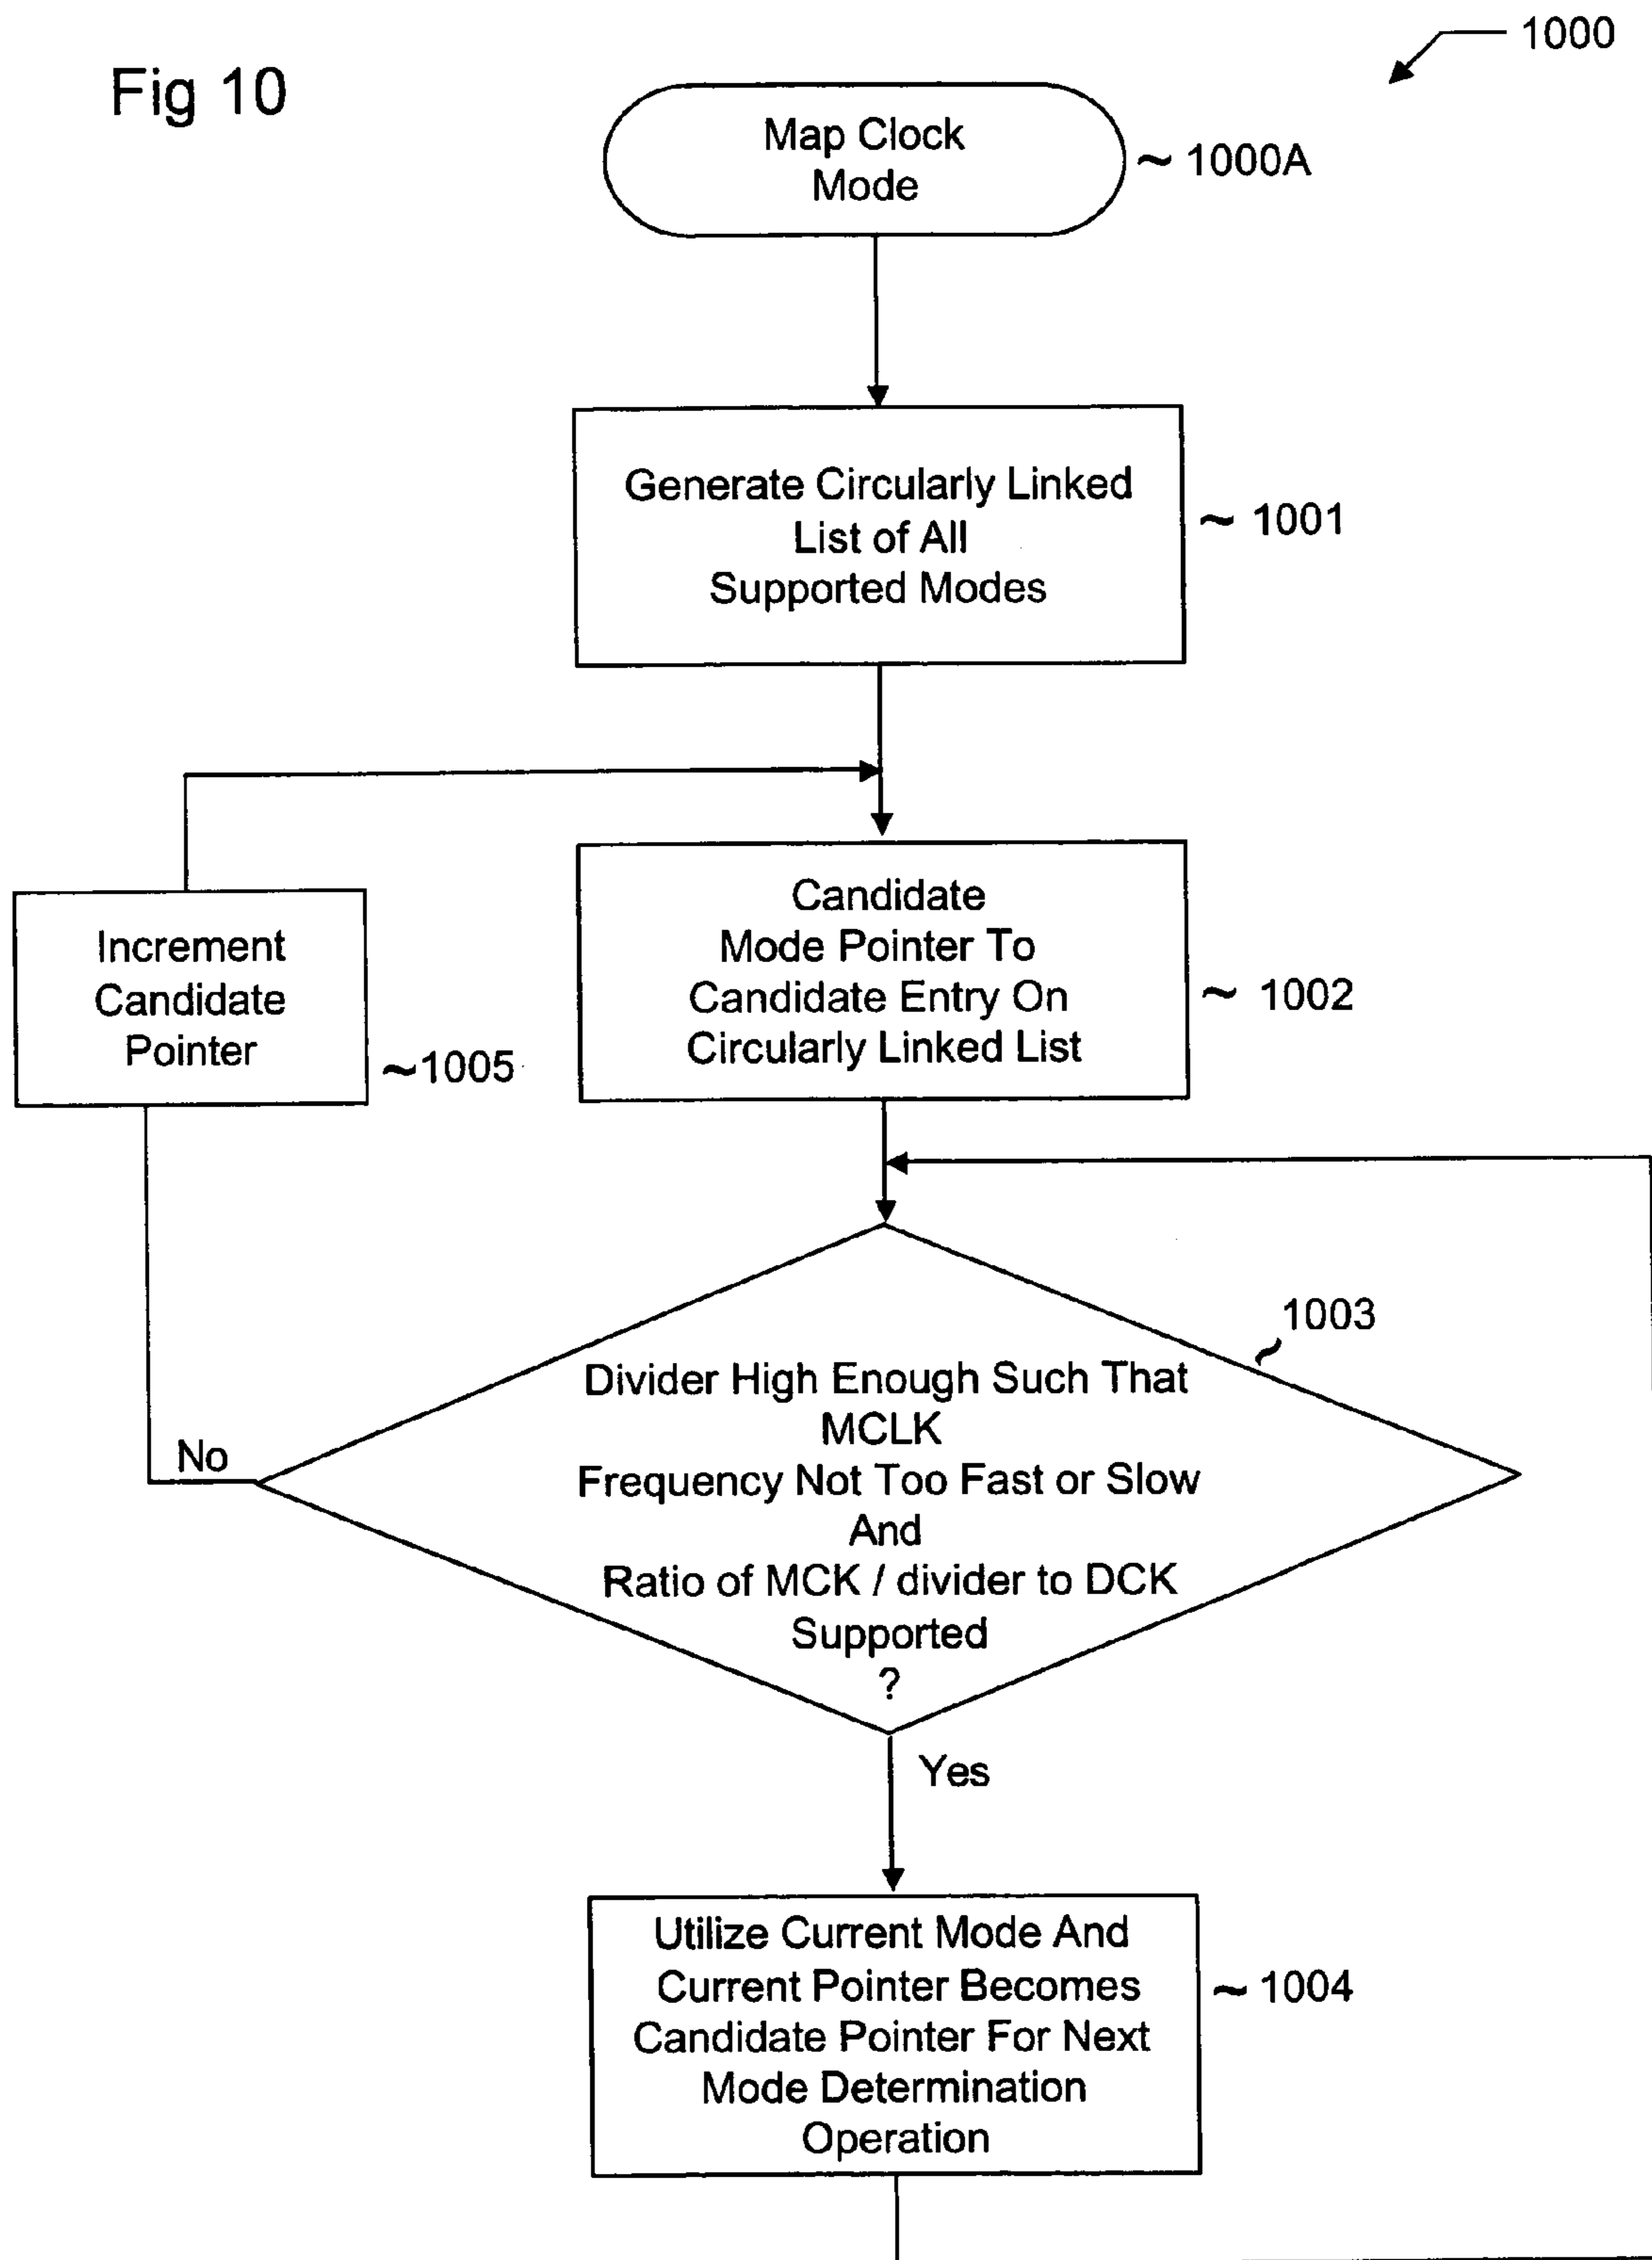 1000
Fig 10
Map Clock
Mode
~ 1000A
Generate Circularly Linked
List of All
Supported Modes
~ 1001
Candidate
Mode Pointer To
Candidate Entry On
Circularly Linked List
~ 1002
Increment
Candidate
Pointer
~1005
1003
~
Divider High Enough Such That
MCLK
Frequency Not Too Fast or Slow
And
Ratio of MCK / divider to DCK
Supported
?
No
Yes
Utilize Current Mode And
Current Pointer Becomes
Candidate Pointer For Next
Mode Determination
Operation
~ 1004